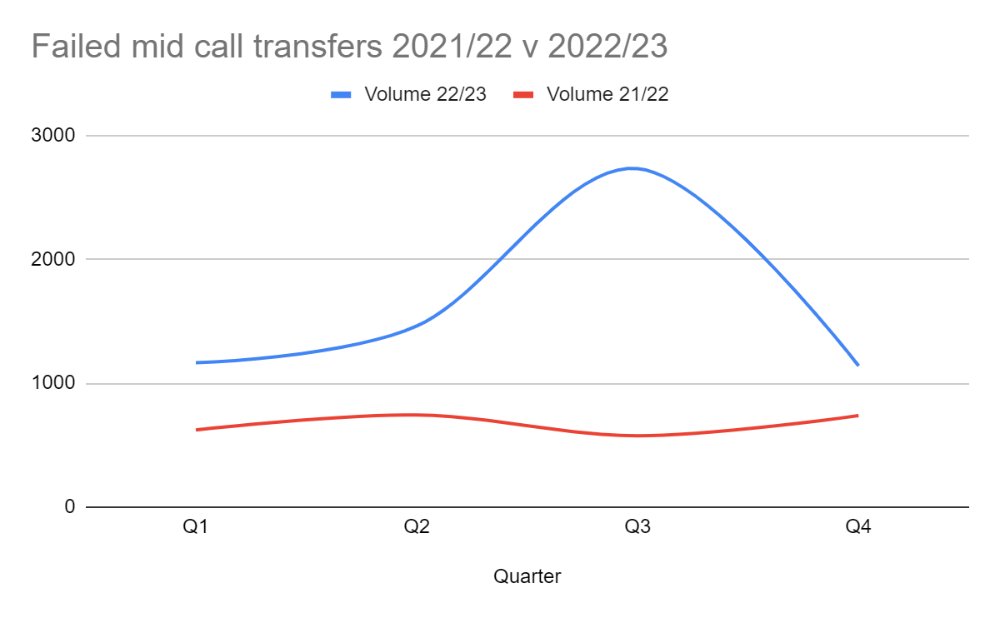 Failed mid call transfers 2021/22 v 2022/23
Volume 22/23 Volume 21/22
3000
2000
1000
0
Q1 Q2 Q3 Q4
Quarter